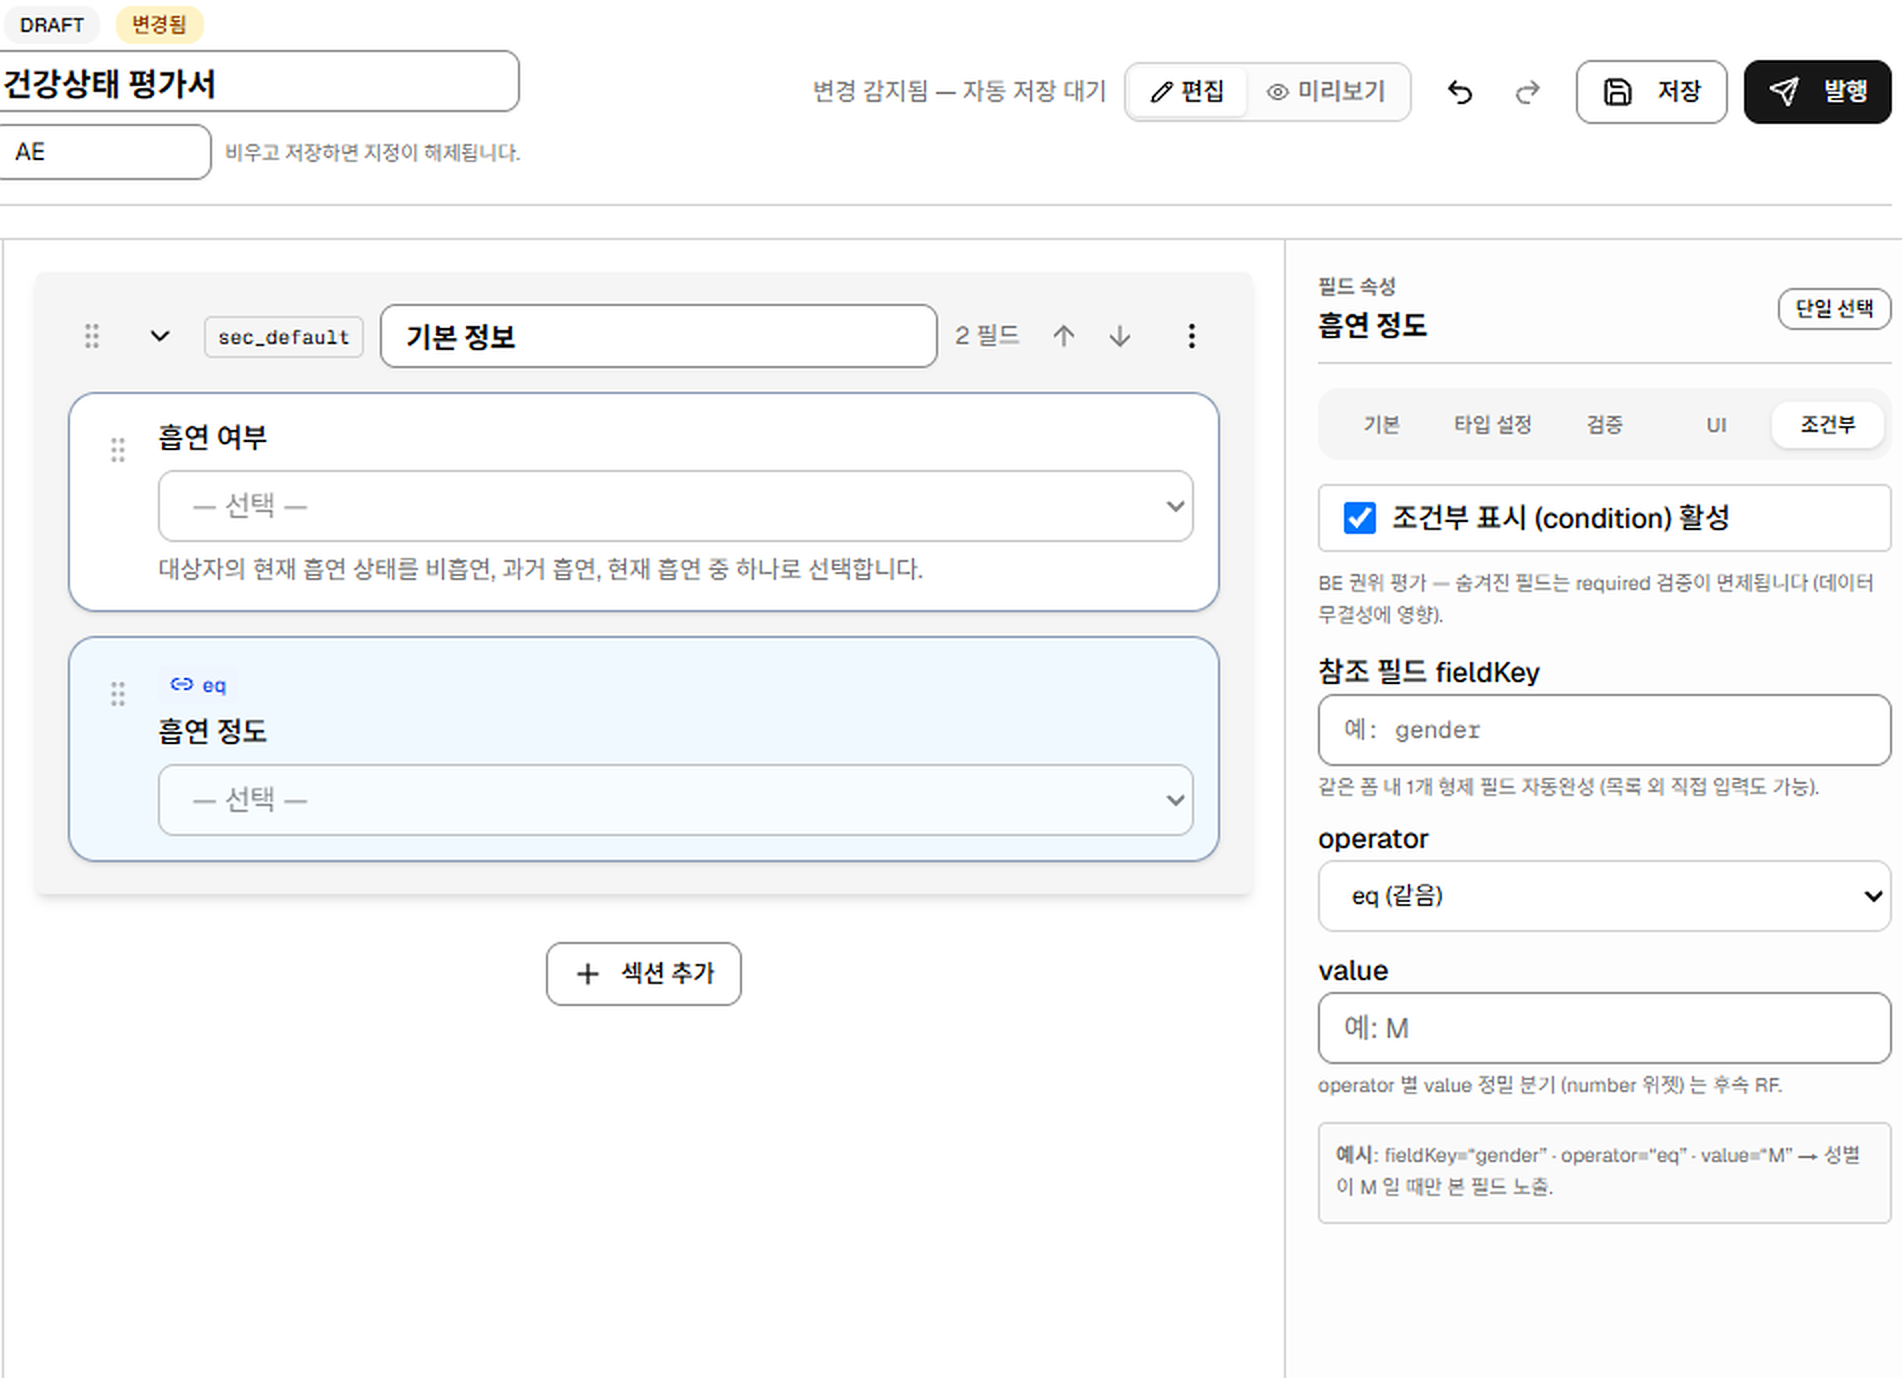 DRAFT 변경됨
건강상태 평가서
AE 비우고 저장하면 지정이 해제됩니다.
변경 감지됨 — 자동 저장 대기 편집 미리보기 저장 발행
sec_default 기본 정보 2 필드
흡연 여부
— 선택 —
대상자의 현재 흡연 상태를 비흡연, 과거 흡연, 현재 흡연 중 하나로 선택합니다.
eq
흡연 정도
— 선택 —
섹션 추가
필드 속성
흡연 정도 단일 선택
기본 타입 설정 검증 UI 조건부
조건부 표시 (condition) 활성
BE 권위 평가 — 숨겨진 필드는 required 검증이 면제됩니다 (데이터
무결성에 영향).
참조 필드 fieldKey
예: gender
같은 폼 내 1개 형제 필드 자동완성 (목록 외 직접 입력도 가능).
operator
eq (같음)
value
예: M
operator 별 value 정밀 분기 (number 위젯) 는 후속 RF.
예시: fieldKey=“gender” · operator=“eq” · value=“M” → 성별
이 M 일 때만 본 필드 노출.